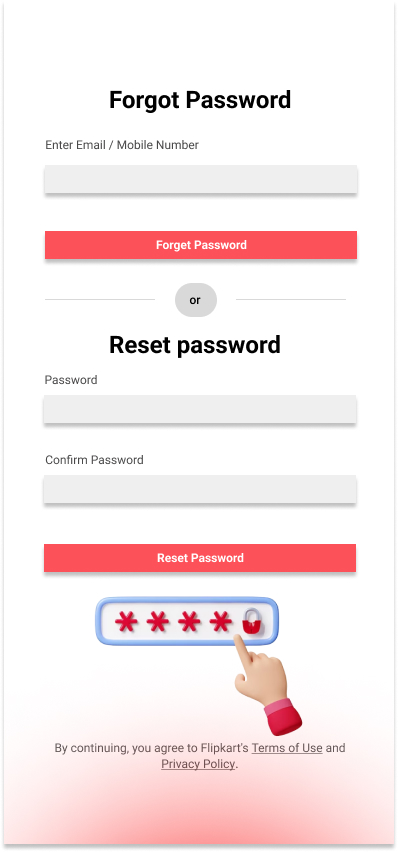 Forgot Password
Enter Email / Mobile Number
Forget Password
or
Reset password
Password
Confirm Password
Reset Password
By continuing, you agree to Flipkart's Terms of Use and
Privacy Policy.